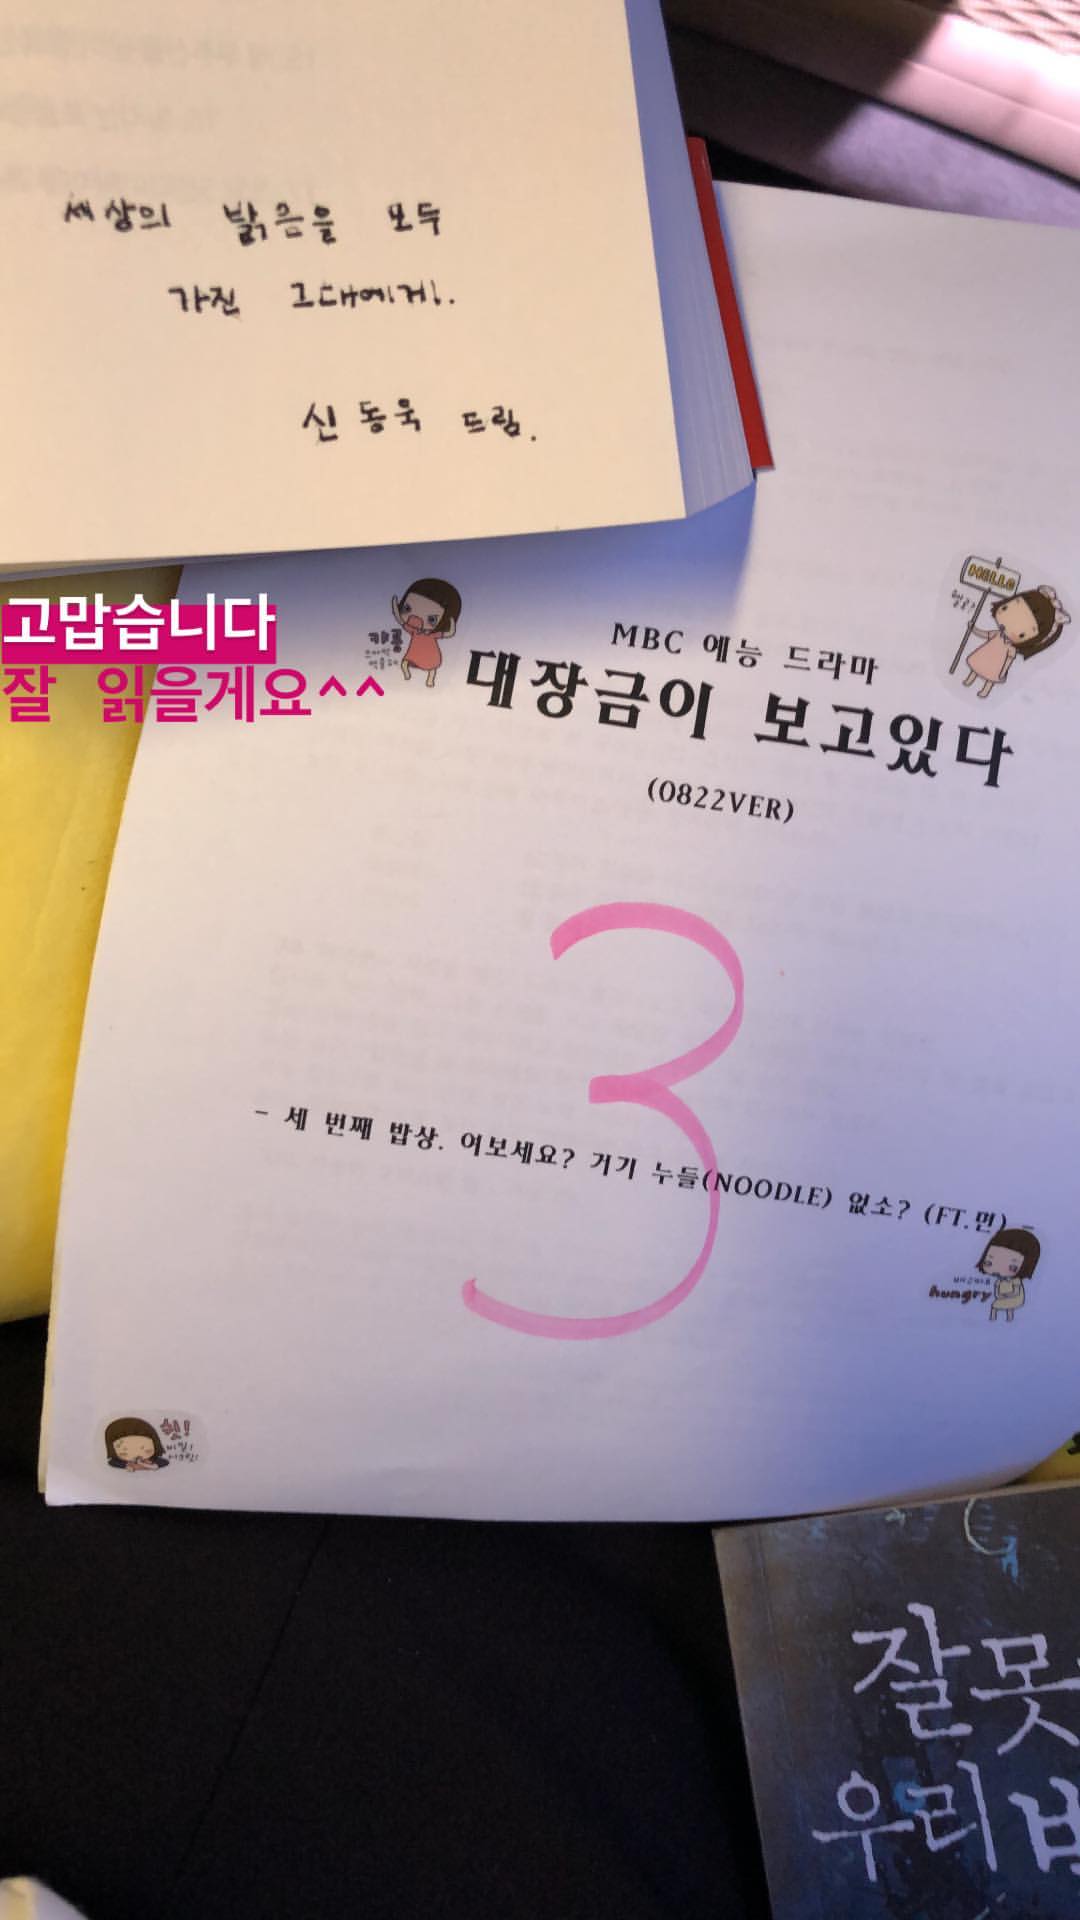 세상의 밝음을 모두
가진 그대에게.
신동욱 드림.
고맙습니다
잘 읽을게요^^
HELLO
MBC 예능 드라마
대장금이 보고있다
(0822VER)
3
- 세 번째 밥상. 여보세요? 거기 누들(NOODLE) 없소? (FT.면) -
hungry
잘못
우리